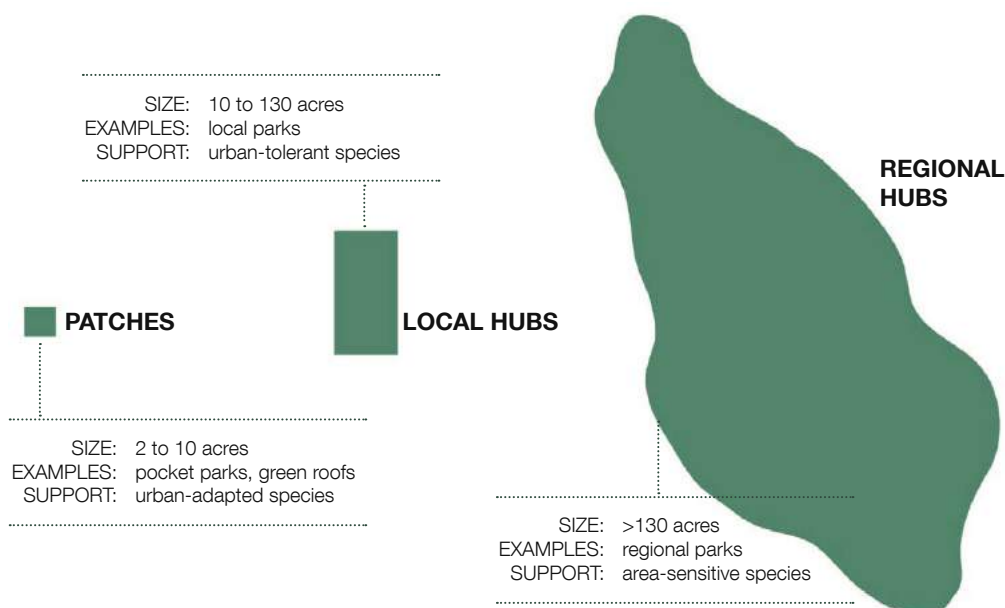 SIZE: 10 to 130 acres
EXAMPLES: local parks
SUPPORT: urban-tolerant species
REGIONAL
HUBS
PATCHES
LOCAL HUBS
SIZE: 2 to 10 acres
EXAMPLES: pocket parks, green roofs
SUPPORT: urban-adapted species
SIZE: >130 acres
EXAMPLES: regional parks
SUPPORT: area-sensitive species